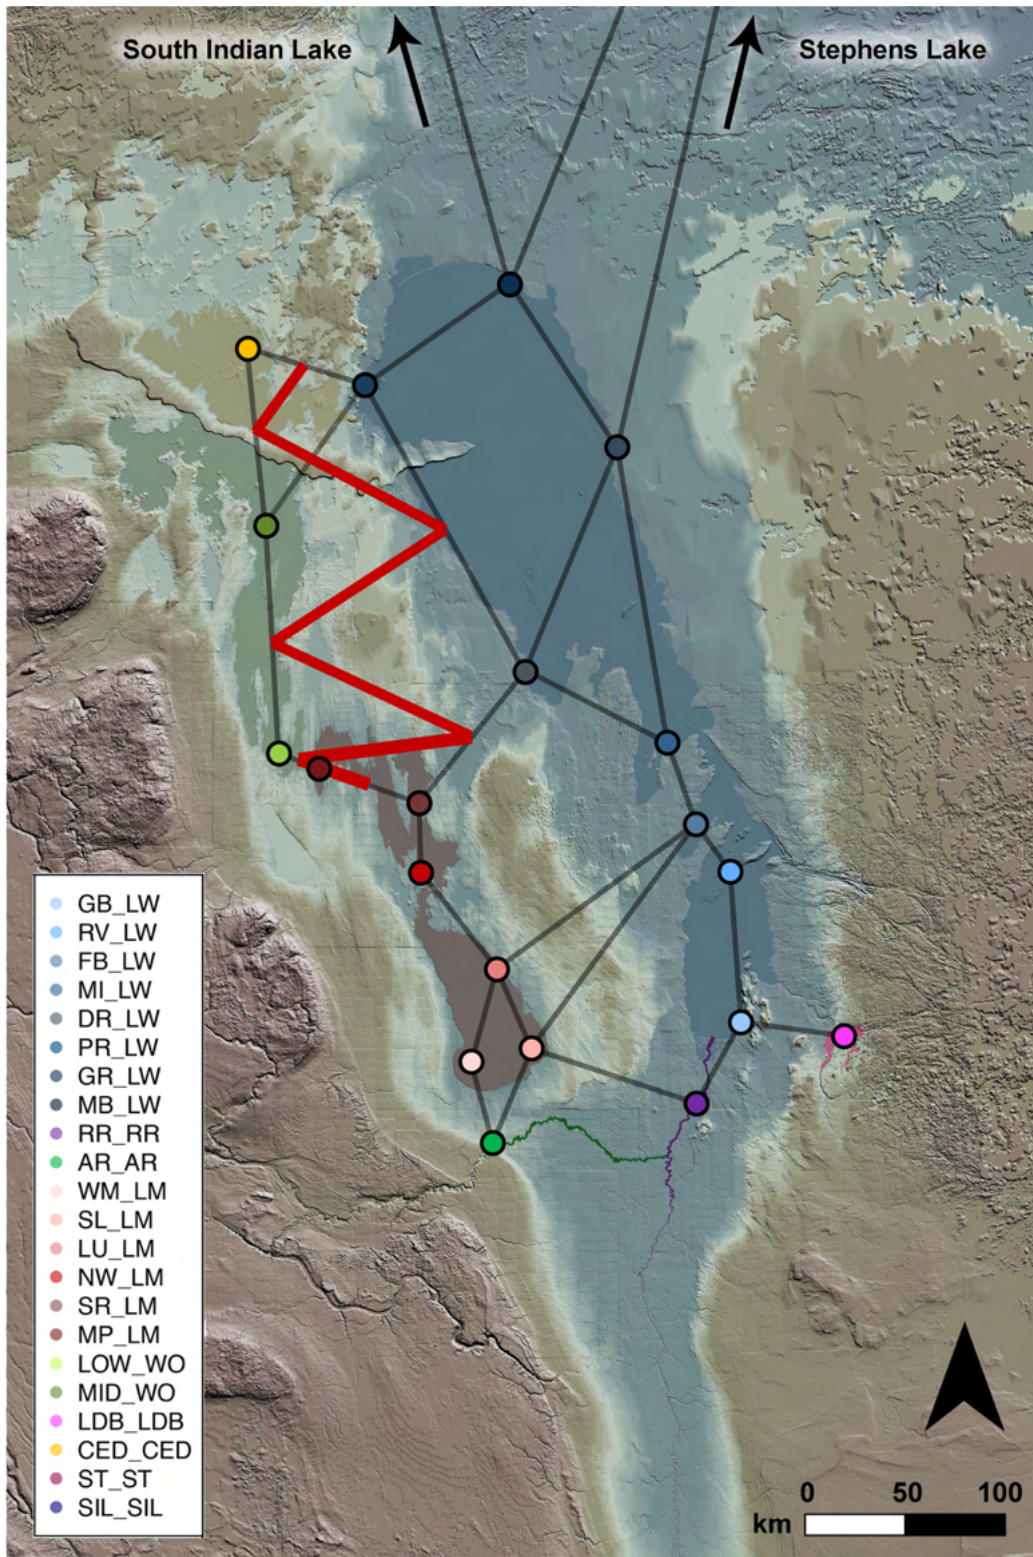 South Indian Lake
Stephens Lake
GB_LW
RV_LW
FB_LW
MI_LW
DR_LW
PR_LW
GR_LW
MB_LW
RR_RR
AR_AR
WM_LM
SL_LM
LU_LM
NW_LM
SR_LM
MP_LM
LOW_WO
MID_WO
LDB_LDB
CED_CED
ST_ST
SIL_SIL
0 50 100
km